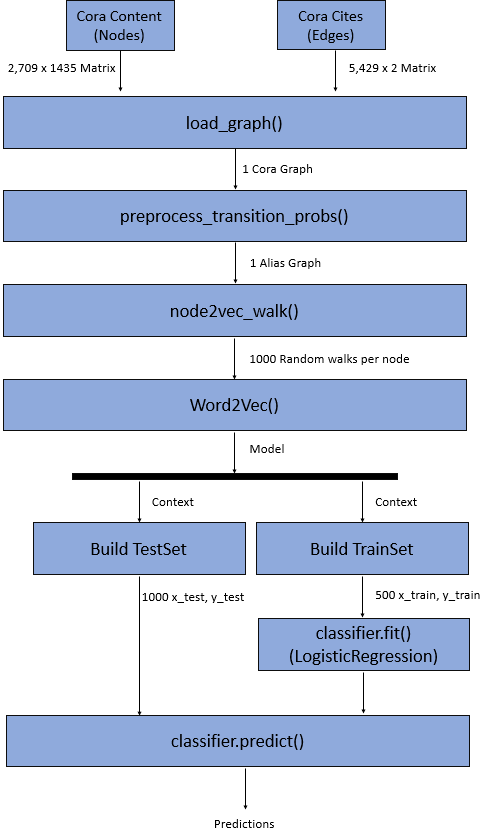 Cora Content
(Nodes)
Cora Cites
(Edges)
2,709 x 1435 Matrix
5,429 x 2 Matrix
load_graph()
1 Cora Graph
preprocess_transition_probs()
1 Alias Graph
node2vec_walk()
1000 Random walks per node
Word2Vec()
Model
Context
Context
Build TestSet
Build TrainSet
1000 x_test, y_test
500 x_train, y_train
classifier.fit()
(LogisticRegression)
classifier.predict()
Predictions